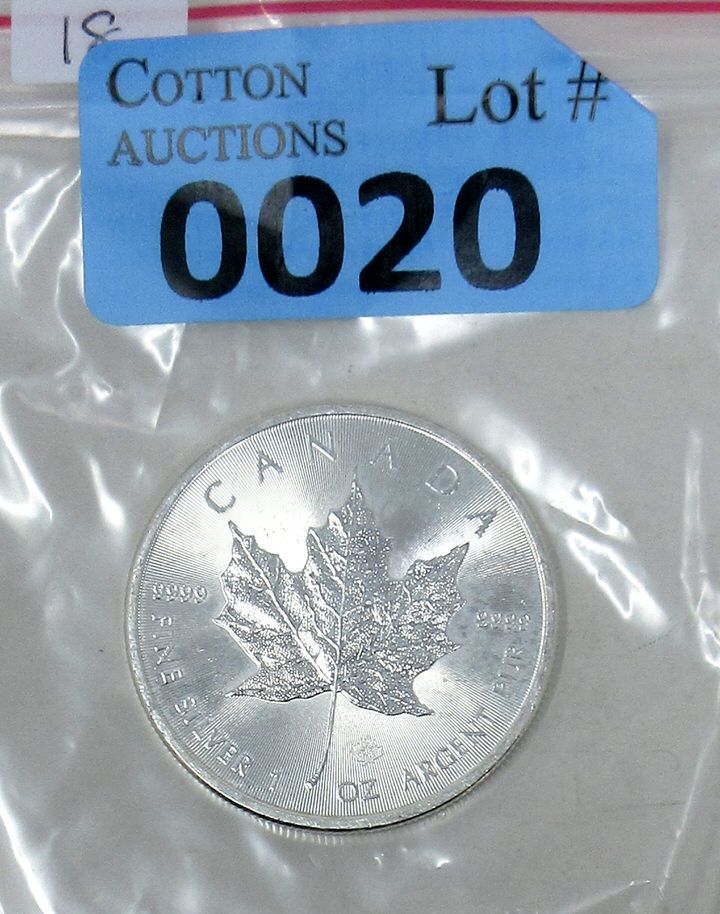 18
COTTON
AUCTIONS
Lot #
0020
CANADA
9999
9999
FINE SILVER 1 OZ ARGENT PUR